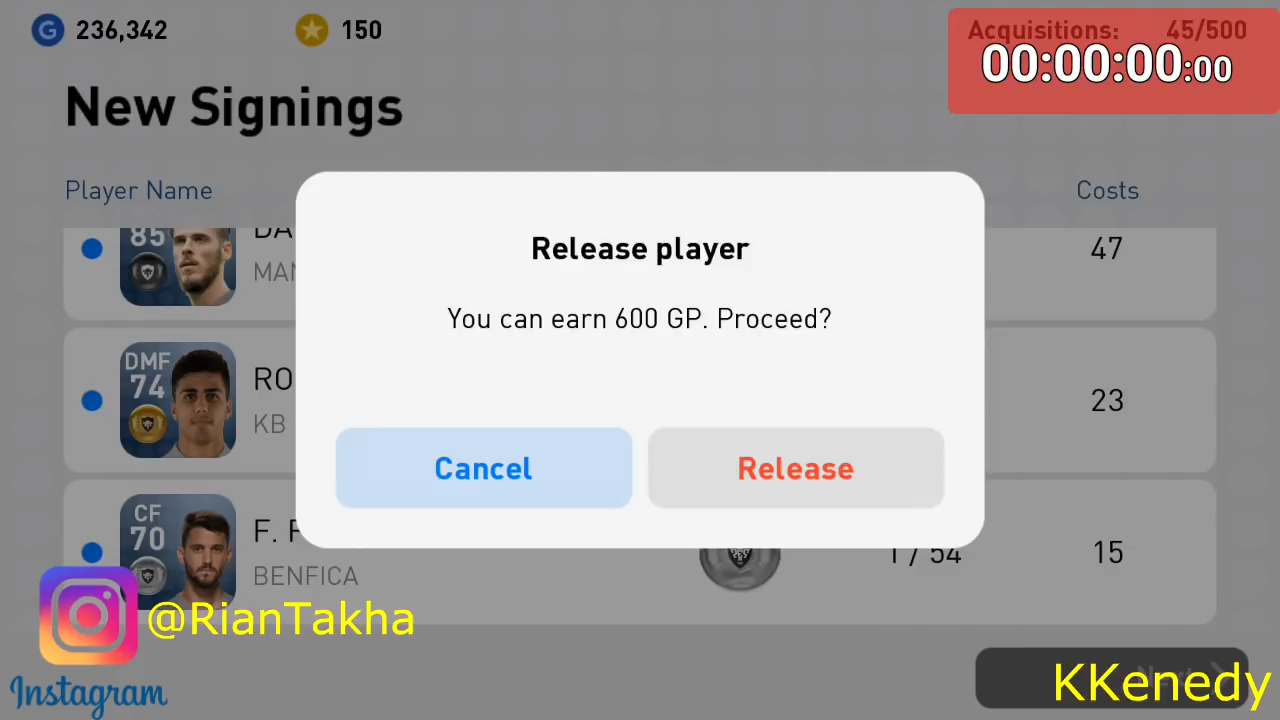 236,342
150
Acquisitions: 45/500
00:00:00:00
New Signings
Player Name
Costs
85
47
MAN
Release player
You can earn 600 GP. Proceed?
DMF
74
RO
KB
23
Cancel
Release
CF
70
F.
BENFICA
1 / 54
15
@RianTakha
Instagram
KKenedy